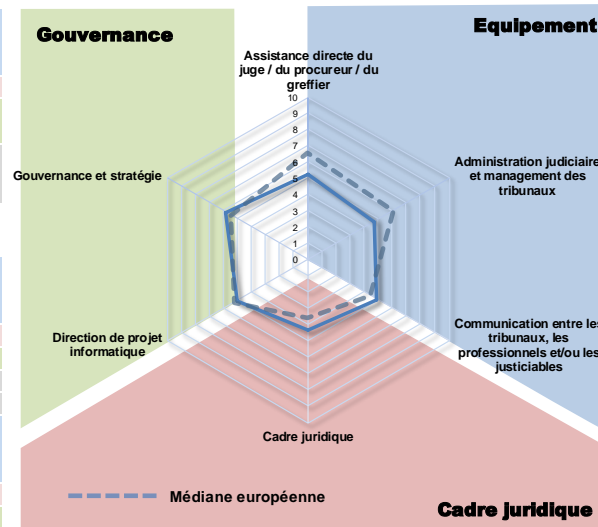 Gouvernance
Equipement
Assistance directe du
juge / du procureur / du
greffier
10
9
8
7
6
5
4
3
2
1
0
Gouvernance et stratégie
Administration judiciaire
et management des
tribunaux
Direction de projet
informatique
Communication entre les
tribunaux, les
professionnels et/ou les
justiciables
Cadre juridique
Médiane européenne
Cadre juridique